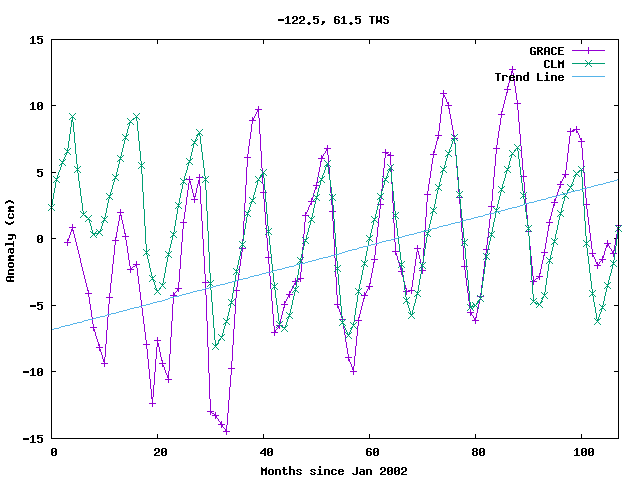 -122.5, 61.5 TWS
GRACE
CLM
Trend Line
15
10
5
0
-5
-10
-15
Anomaly (cm)
0 20 40 60 80 100
Months since Jan 2002